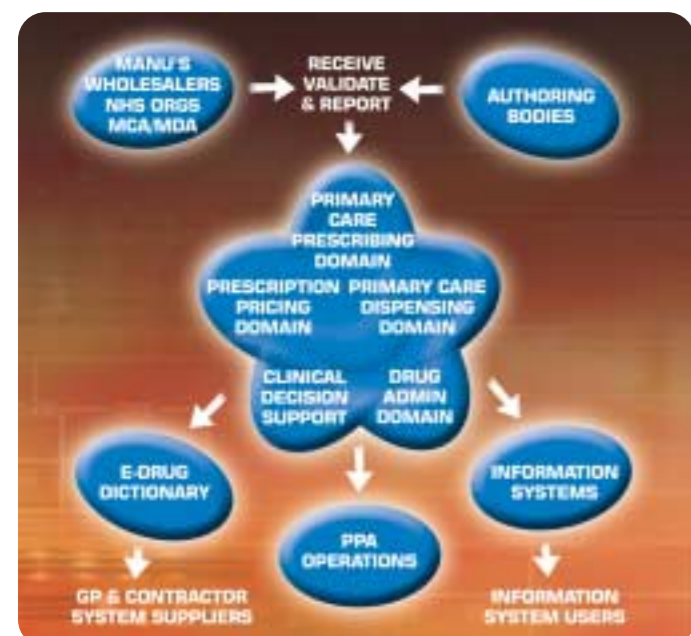 MANU'S
WHOLESALERS
NHS ORGS
MCA/MDA
RECEIVE
VALIDATE
& REPORT
AUTHORING
BODIES
PRIMARY
CARE
PRESCRIBING
DOMAIN
PRESCRIPTION
PRICING
DOMAIN
PRIMARY CARE
DISPENSING
DOMAIN
CLINICAL
DECISION
SUPPORT
DRUG
ADMIN
DOMAIN
E-DRUG
DICTIONARY
PPA
OPERATIONS
INFORMATION
SYSTEMS
GP & CONTRACTOR
SYSTEM SUPPLIERS
INFORMATION
SYSTEM USERS